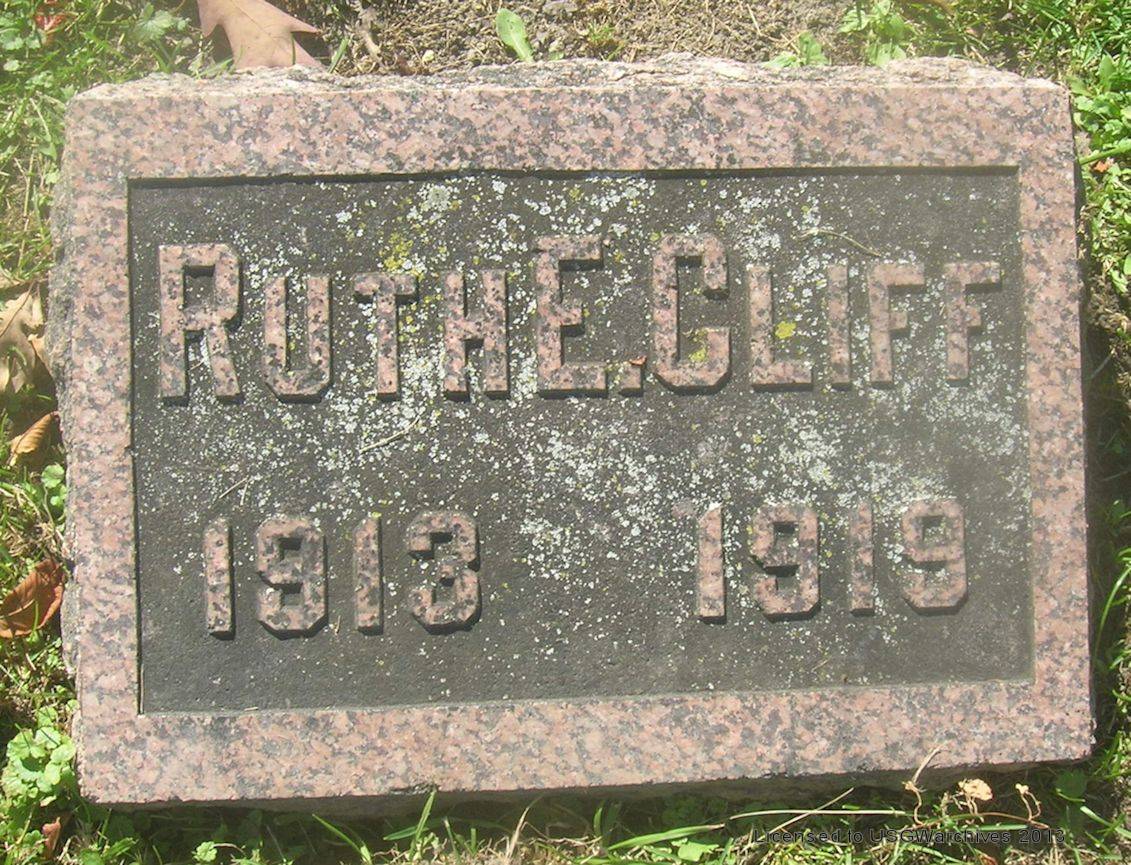 RUTH E. CLIFF
1913 1919
Licensed to USGWarchives 2013